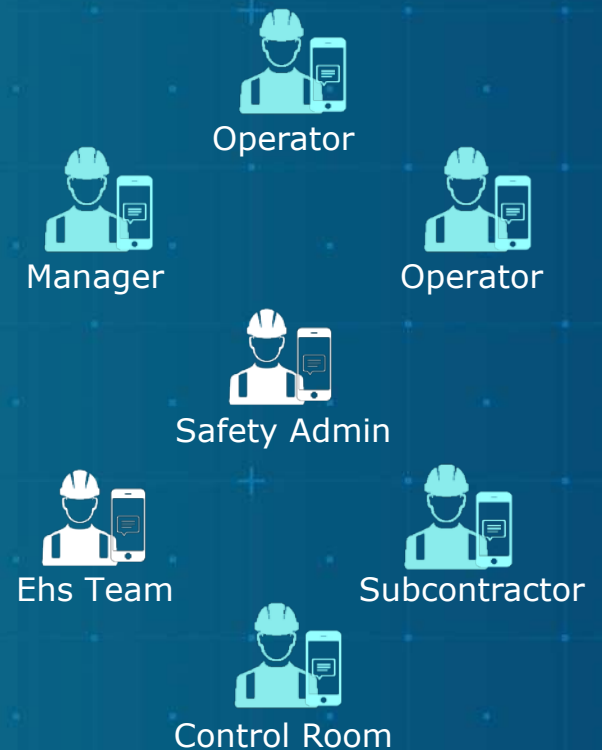 Operator
Manager
Operator
Safety Admin
Ehs Team
Subcontractor
Control Room